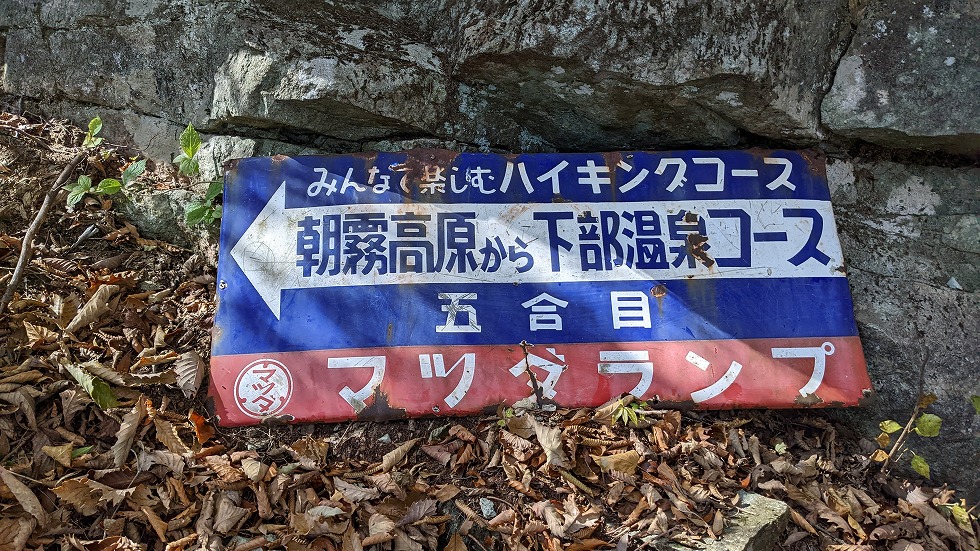 みんなで楽しむハイキングコース
朝霧高原から下部温泉コース
五合目
マツダ
マツダランプ